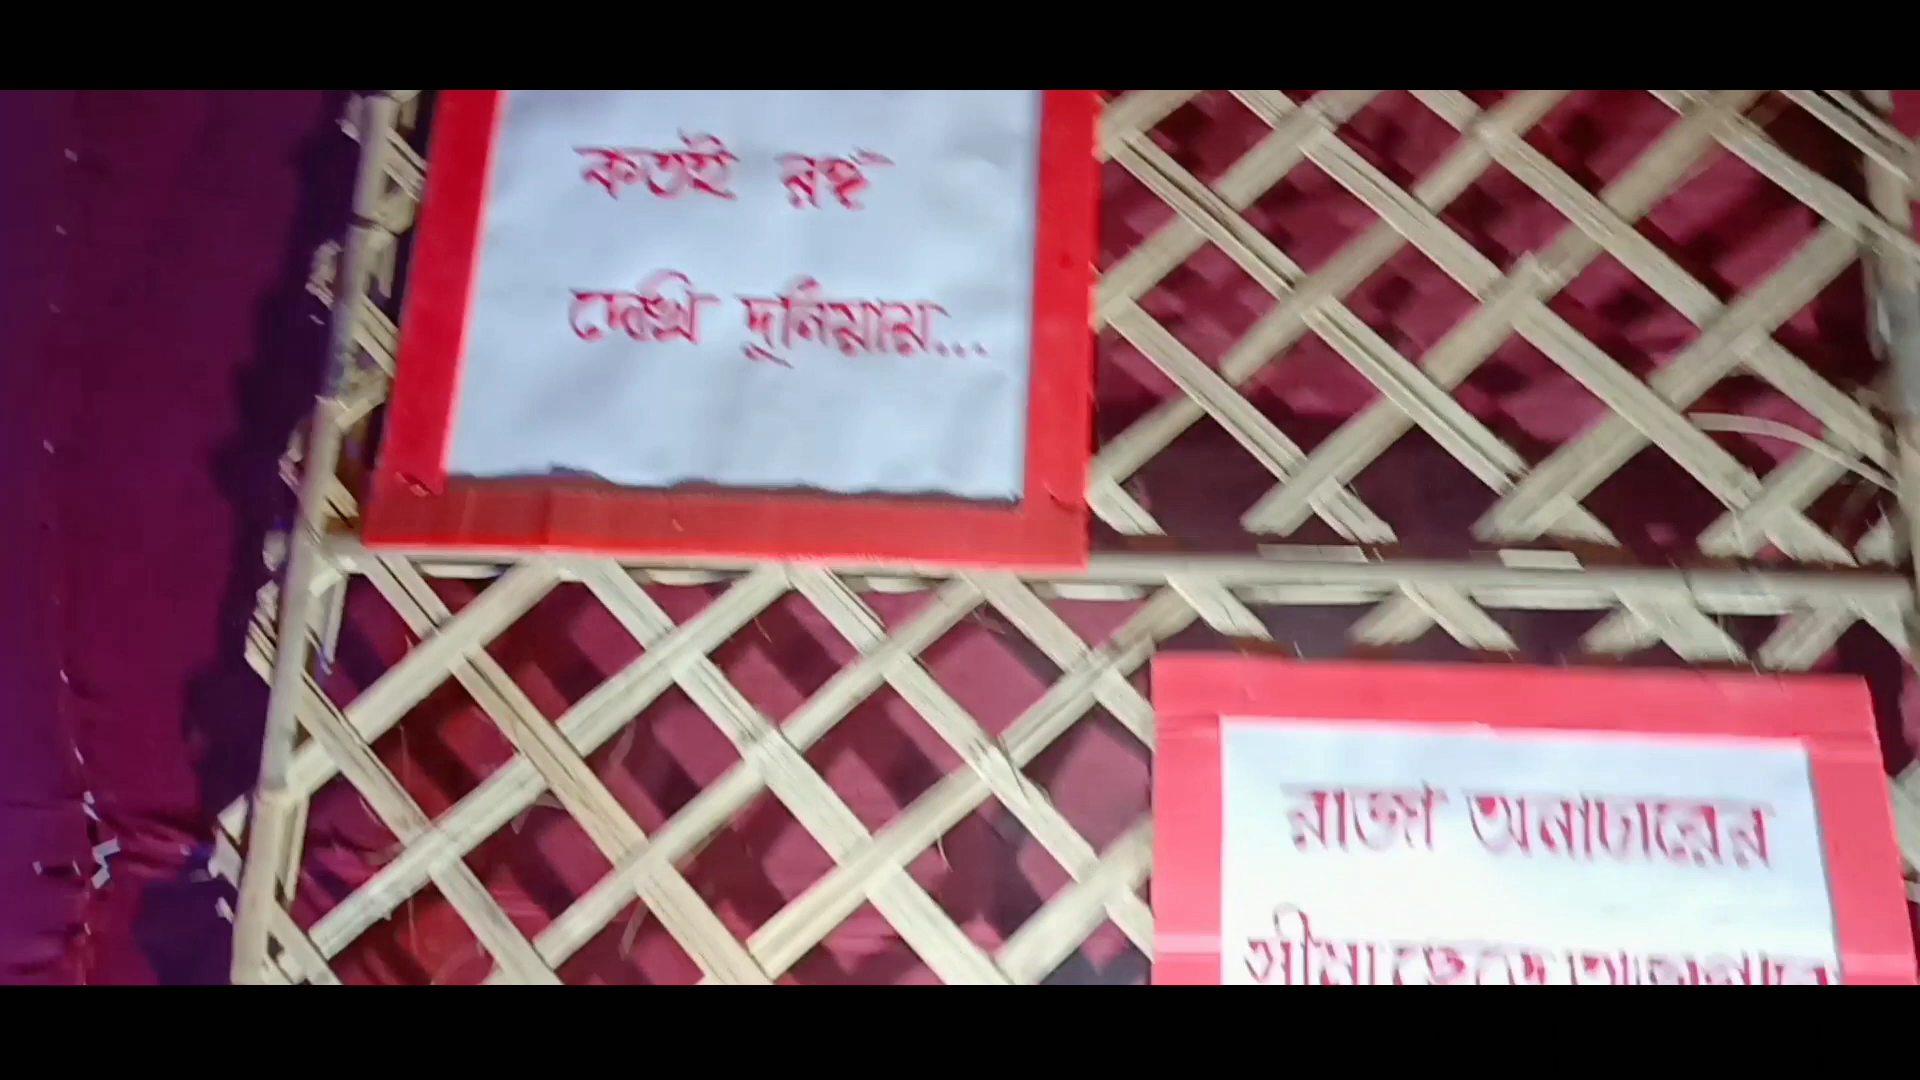 কতই রঙ্গ
দেখি দুনিয়ায়...
রাজা অনাচারের
সীমা ছেড়ে